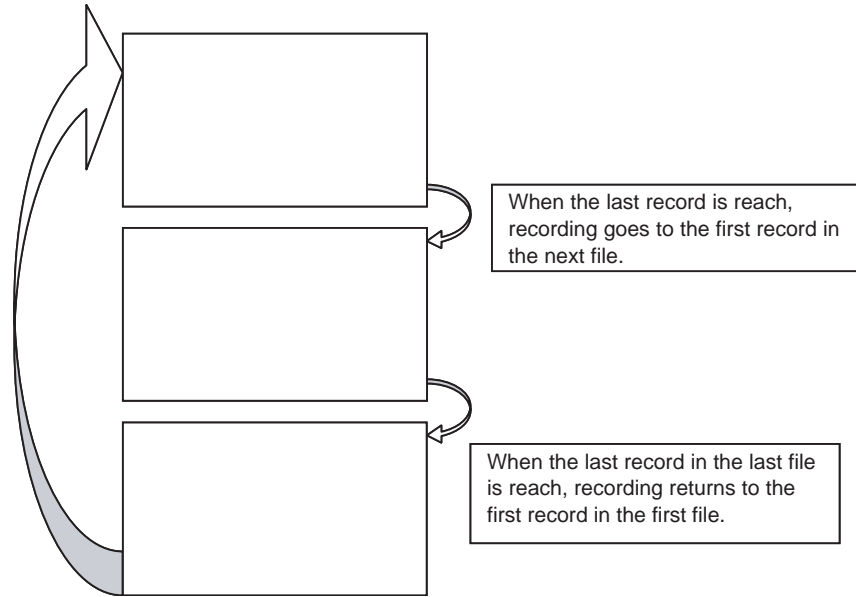 When the last record is reach,
recording goes to the first record in
the next file.
When the last record in the last file
is reach, recording returns to the
first record in the first file.